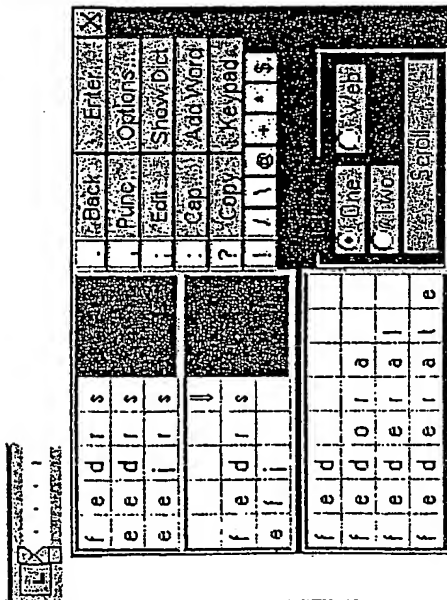 f e d r s . Back.. Enter.. X
e e d r s , Punc.. Options..
e e i r s ; Edit.. Show Dict
⇒ : Cap.. Add Word
f e d r s ? Copy.. Keypad
e f i ! / \ @ + * $
f e d
f e d o r a One Web
f e d e r a l Two
f e d e r a t e Scroll